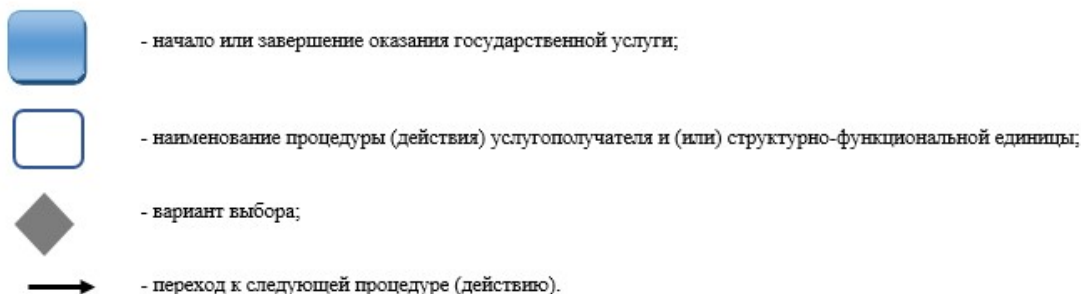 - начало или завершение оказания государственной услуги;
- наименование процедуры (действия) услугополучателя и (или) структурно-функциональной единицы;
- вариант выбора;
- переход к следующей процедуре (действию).